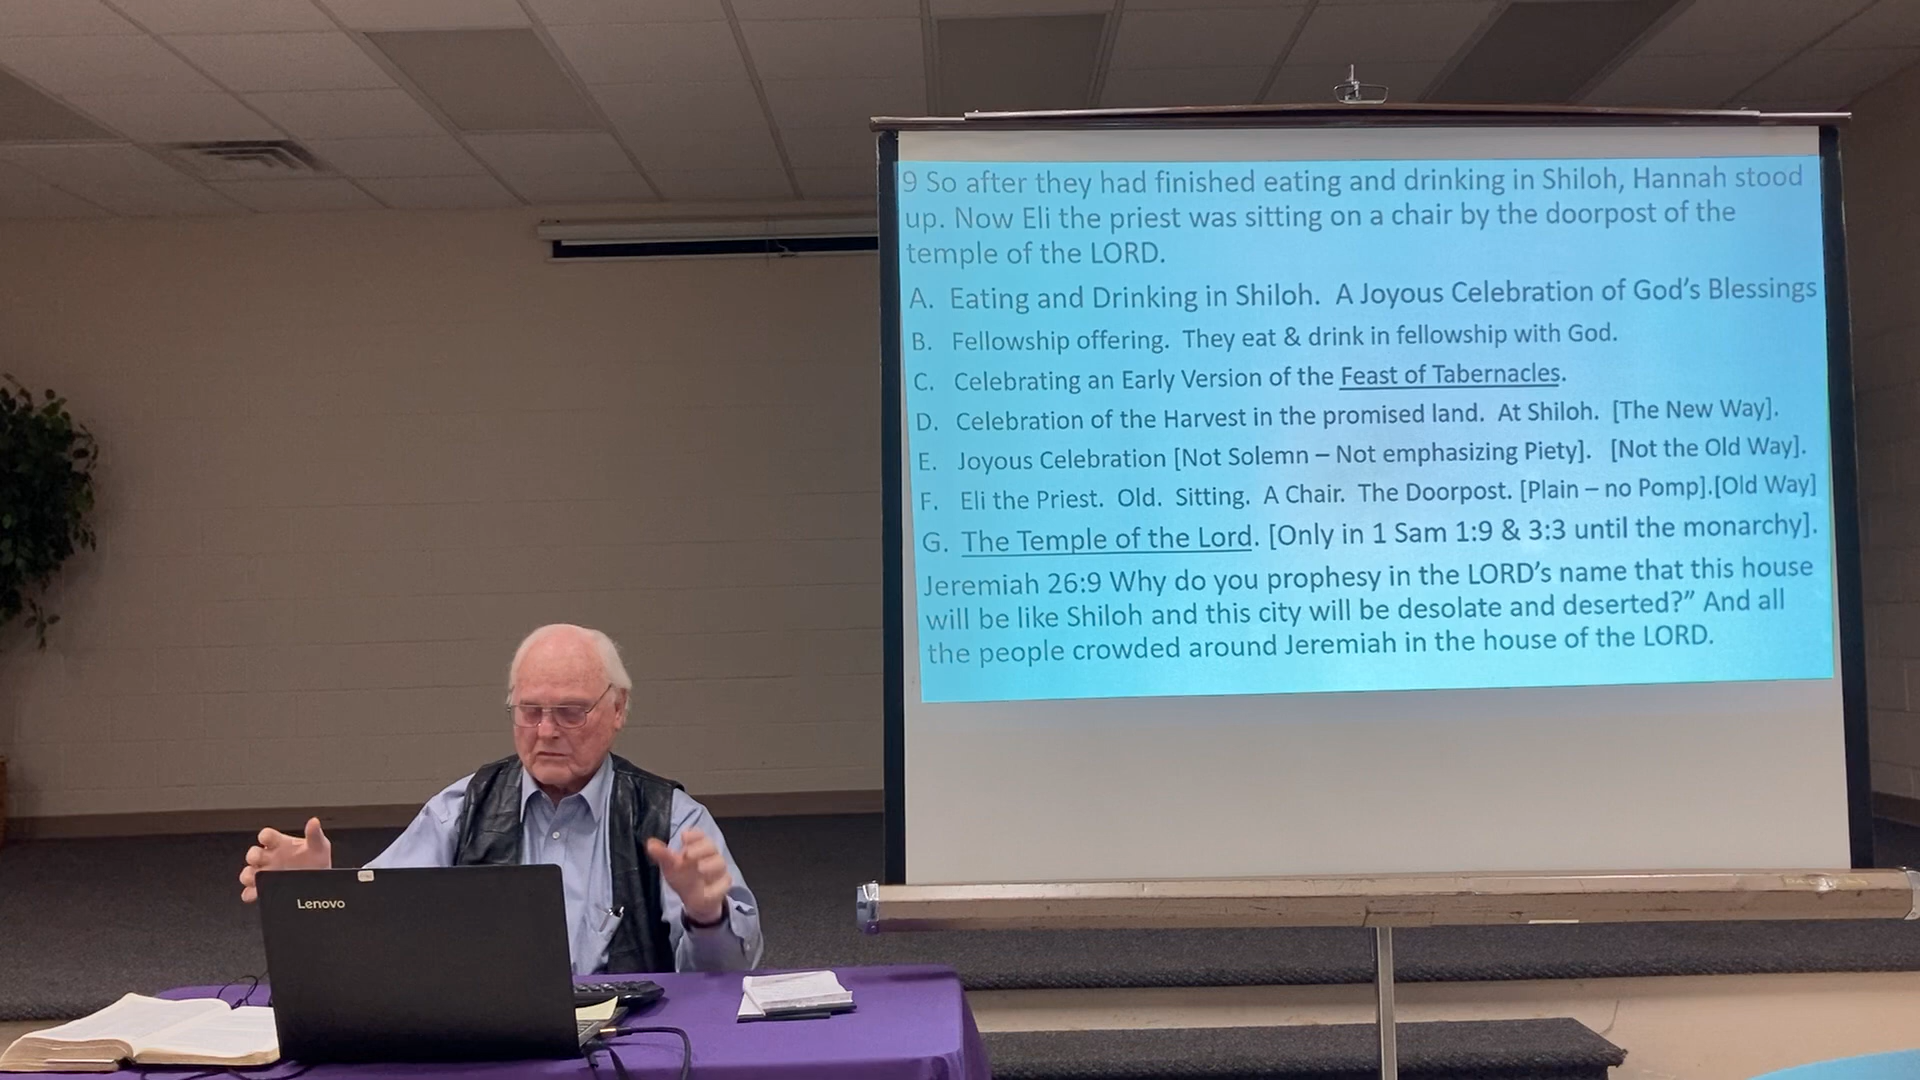 9 So after they had finished eating and drinking in Shiloh, Hannah stood
up. Now Eli the priest was sitting on a chair by the doorpost of the
temple of the LORD.
A. Eating and Drinking in Shiloh. A Joyous Celebration of God's Blessings
B. Fellowship offering. They eat & drink in fellowship with God.
C. Celebrating an Early Version of the Feast of Tabernacles.
D. Celebration of the Harvest in the promised land. At Shiloh. [The New Way].
E. Joyous Celebration [Not Solemn – Not emphasizing Piety]. [Not the Old Way].
F. Eli the Priest. Old. Sitting. A Chair. The Doorpost. [Plain – no Pomp].[Old Way]
G. The Temple of the Lord. [Only in 1 Sam 1:9 & 3:3 until the monarchy].
Jeremiah 26:9 Why do you prophesy in the LORD's name that this house
will be like Shiloh and this city will be desolate and deserted?” And all
the people crowded around Jeremiah in the house of the LORD.
Lenovo